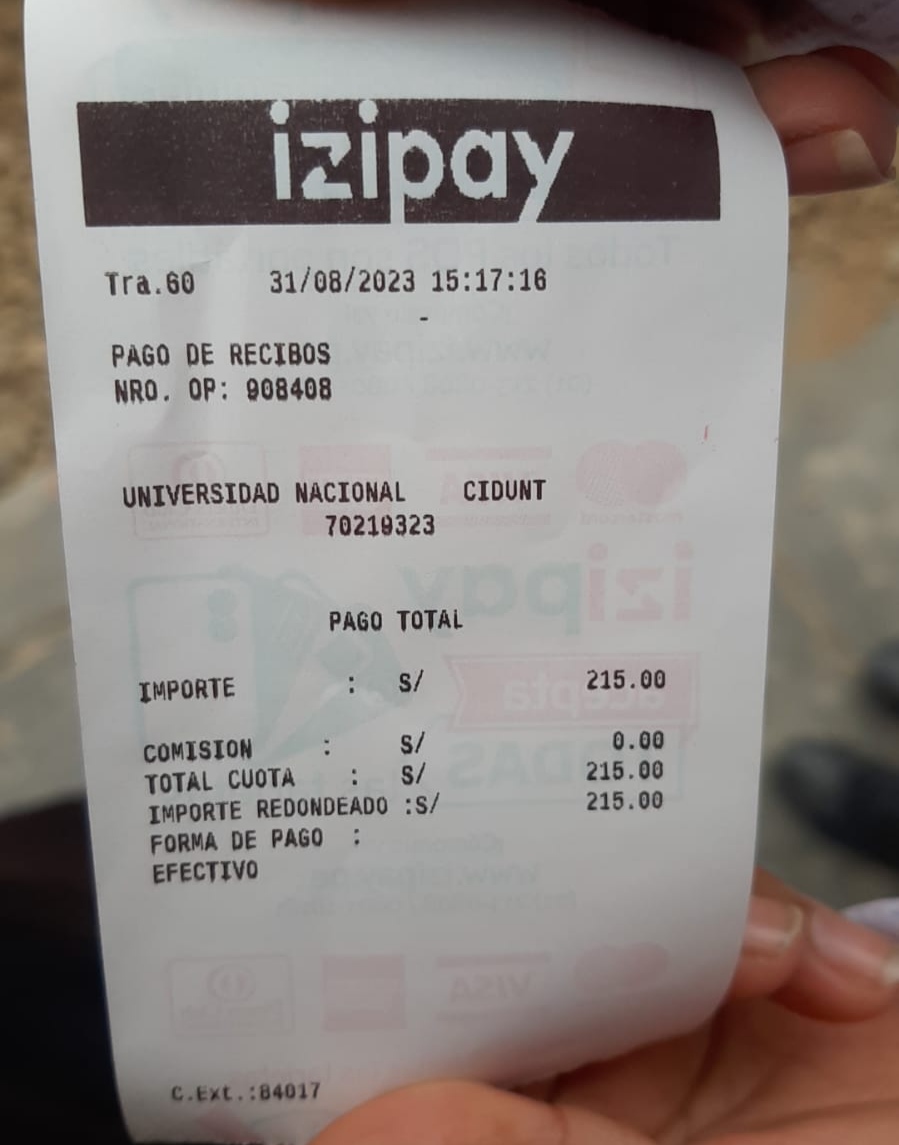 izipay
Tra.60 31/08/2023 15:17:16
-
PAGO DE RECIBOS
NRO. OP: 908408
UNIVERSIDAD NACIONAL CIDUNT
70219323
PAGO TOTAL
IMPORTE : S/ 215.00
COMISION : S/ 0.00
TOTAL CUOTA : S/ 215.00
IMPORTE REDONDEADO :S/ 215.00
FORMA DE PAGO :
EFECTIVO
C.Ext.:84017